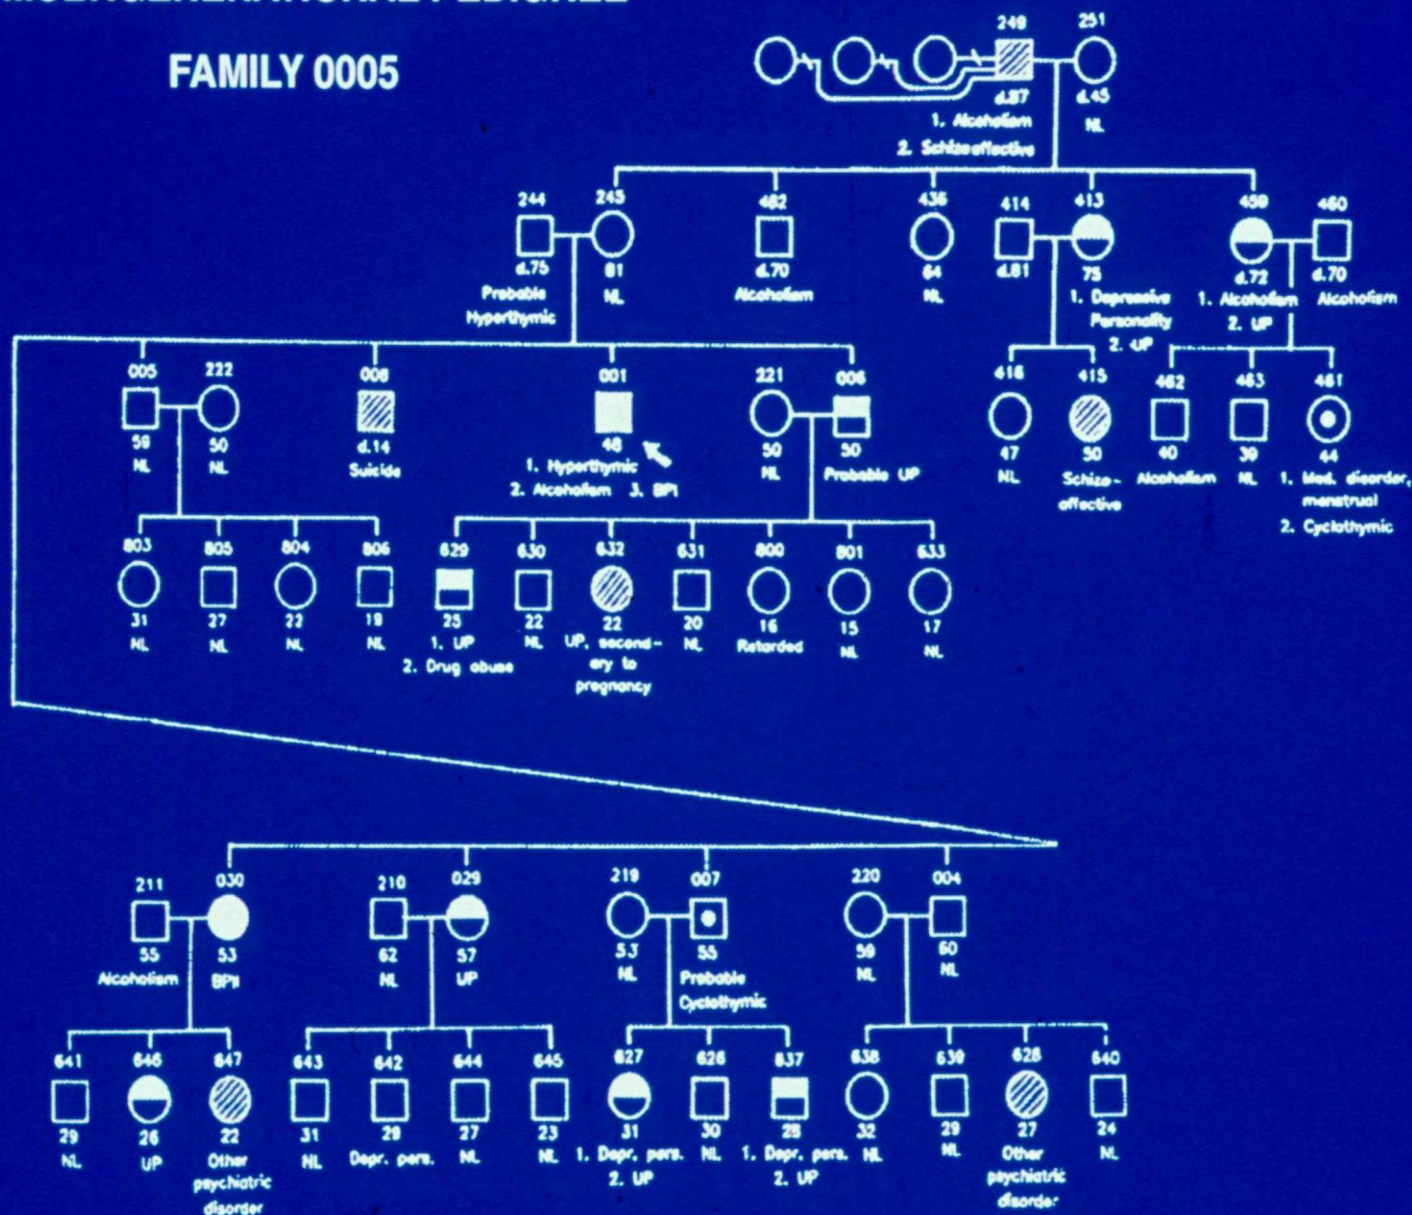 MULTIGENERATIONAL PEDIGREE
FAMILY 0005
249 251
d.87 d.45
1. Alcoholism NL
2. Schizoaffective
244 245 462 436 414 413 459 460
d.75 81 d.70 64 d.81 75 d.72 d.70
Probable NL Alcoholism NL 1. Depressive 1. Alcoholism Alcoholism
Hyperthymic Personality 2. UP
2. UP
005 222 008 001 221 006 416 415 462 463 461
59 50 d.14 48 50 50 47 50 40 39 44
NL NL Suicide 1. Hyperthymic NL Probable UP NL Schizo- Alcoholism NL 1. Med. disorder,
2. Alcoholism 3. BPI affective menstrual
2. Cyclothymic
803 805 804 806 629 630 632 631 800 801 633
31 27 22 19 25 22 22 20 16 15 17
NL NL NL NL 1. UP NL UP, second- NL Retarded NL NL
2. Drug abuse ary to
pregnancy
211 030 210 029 219 007 220 004
55 53 62 57 53 55 59 60
Alcoholism BPII NL UP NL Probable NL NL
Cyclothymic
641 646 647 643 642 644 645 627 626 637 638 639 628 640
29 26 22 31 29 27 23 31 30 28 32 29 27 24
NL UP Other NL Depr. pers. NL NL 1. Depr. pers. NL 1. Depr. pers. NL NL Other NL
psychiatric 2. UP 2. UP psychiatric
disorder disorder